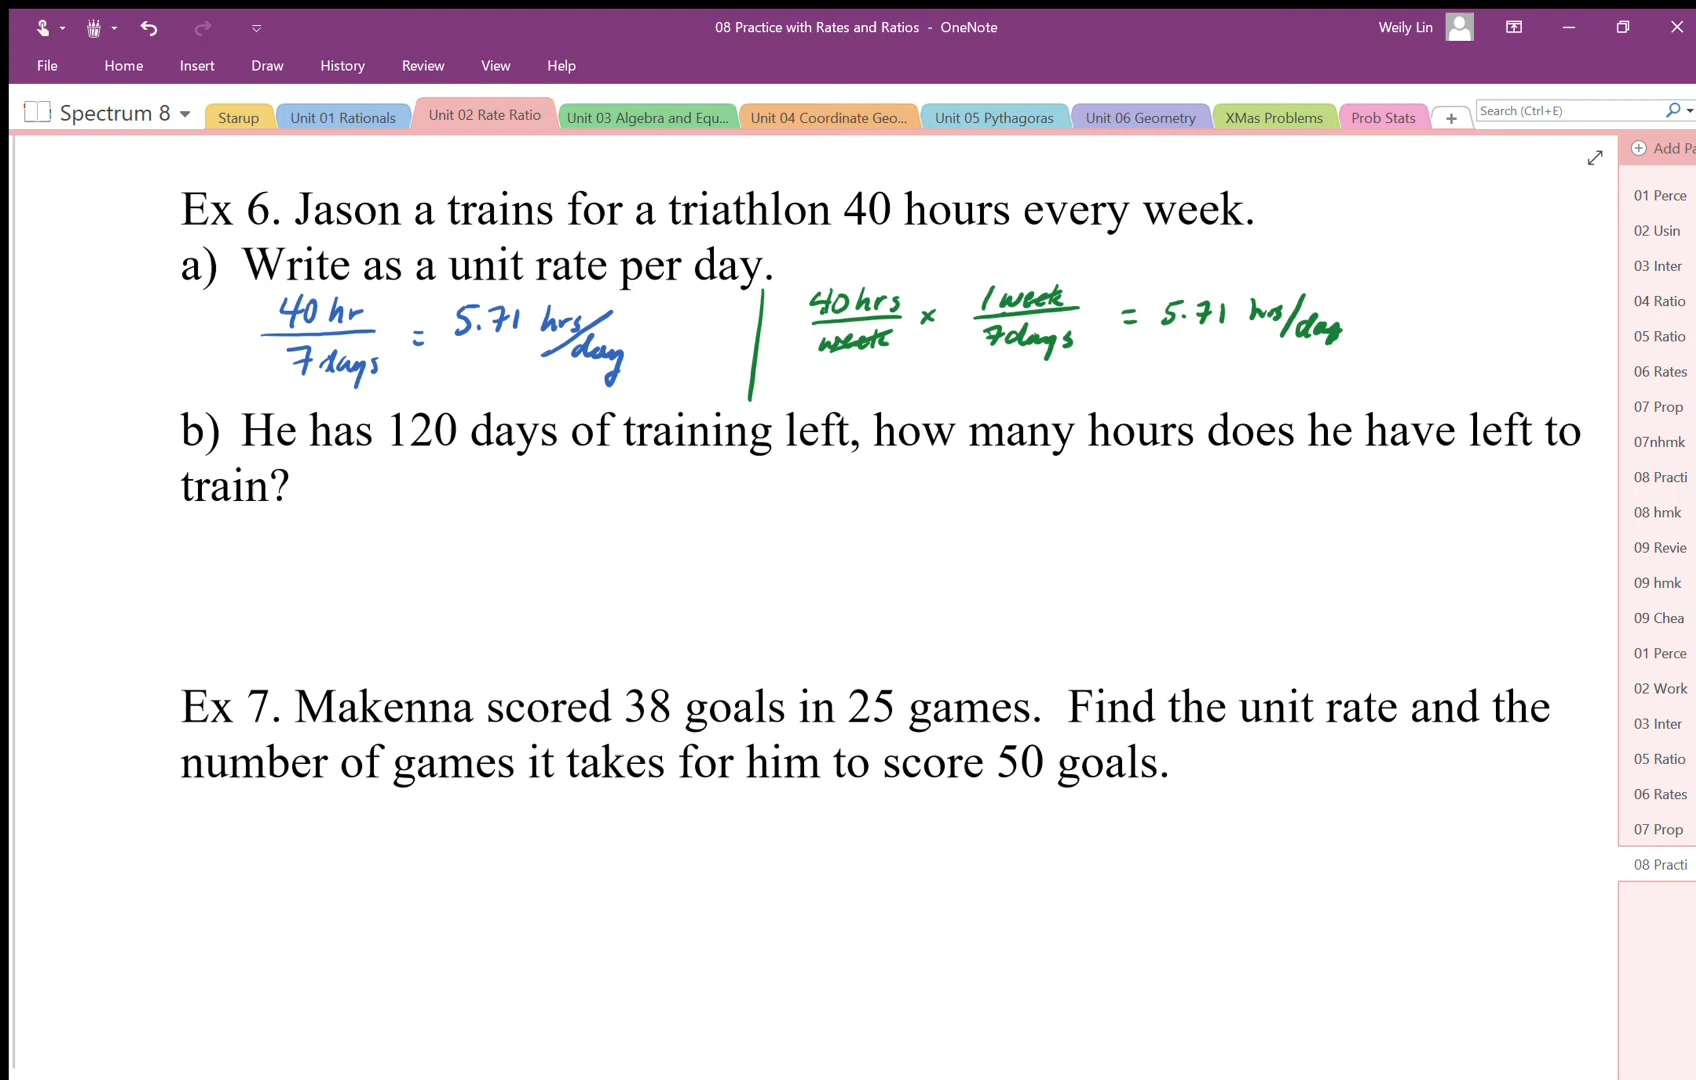 08 Practice with Rates and Ratios - OneNote
Weily Lin
File Home Insert Draw History Review View Help
Spectrum 8
Starup
Unit 01 Rationals
Unit 02 Rate Ratio
Unit 03 Algebra and Equ...
Unit 04 Coordinate Geo...
Unit 05 Pythagoras
Unit 06 Geometry
XMas Problems
Prob Stats
+
Search (Ctrl+E)
Add Pa
Ex 6. Jason a trains for a triathlon 40 hours every week.
a) Write as a unit rate per day.
40 hr
7 days
= 5.71 hrs/day
40 hrs
week
×
1 week
7 days
= 5.71 hrs/day
b) He has 120 days of training left, how many hours does he have left to
train?
Ex 7. Makenna scored 38 goals in 25 games. Find the unit rate and the
number of games it takes for him to score 50 goals.
01 Perce
02 Usin
03 Inter
04 Ratio
05 Ratio
06 Rates
07 Prop
07nhmk
08 Practi
08 hmk
09 Revie
09 hmk
09 Chea
01 Perce
02 Work
03 Inter
05 Ratio
06 Rates
07 Prop
08 Practi